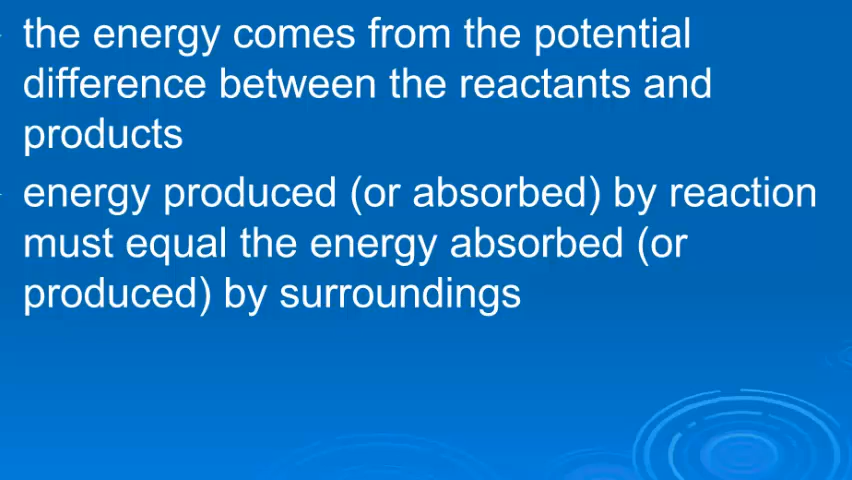 the energy comes from the potential
difference between the reactants and
products
energy produced (or absorbed) by reaction
must equal the energy absorbed (or
produced) by surroundings